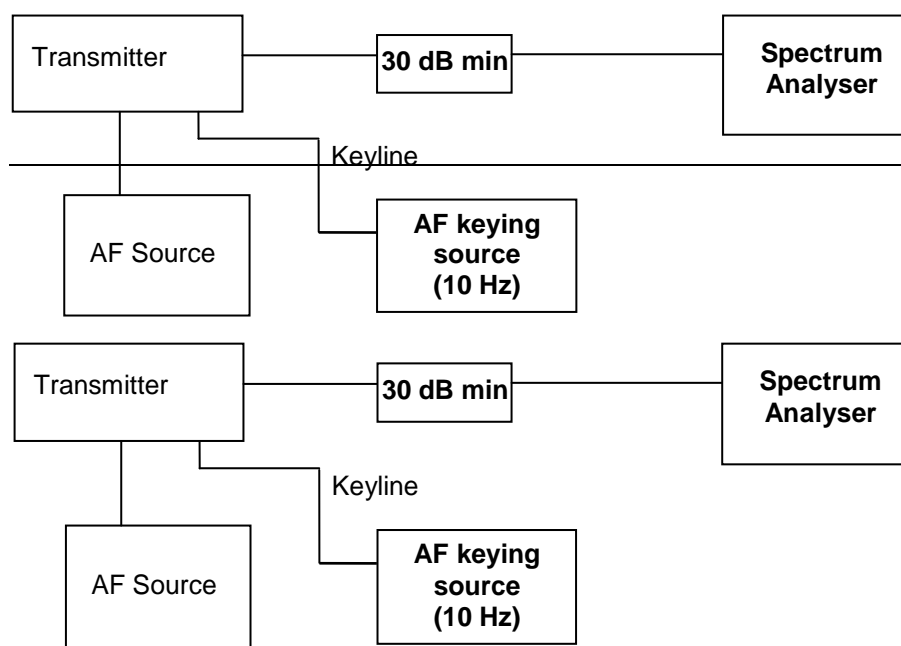 Transmitter
30 dB min
Spectrum
Analyser
Keyline
AF Source
AF keying
source
(10 Hz)
Transmitter
30 dB min
Spectrum
Analyser
Keyline
AF Source
AF keying
source
(10 Hz)